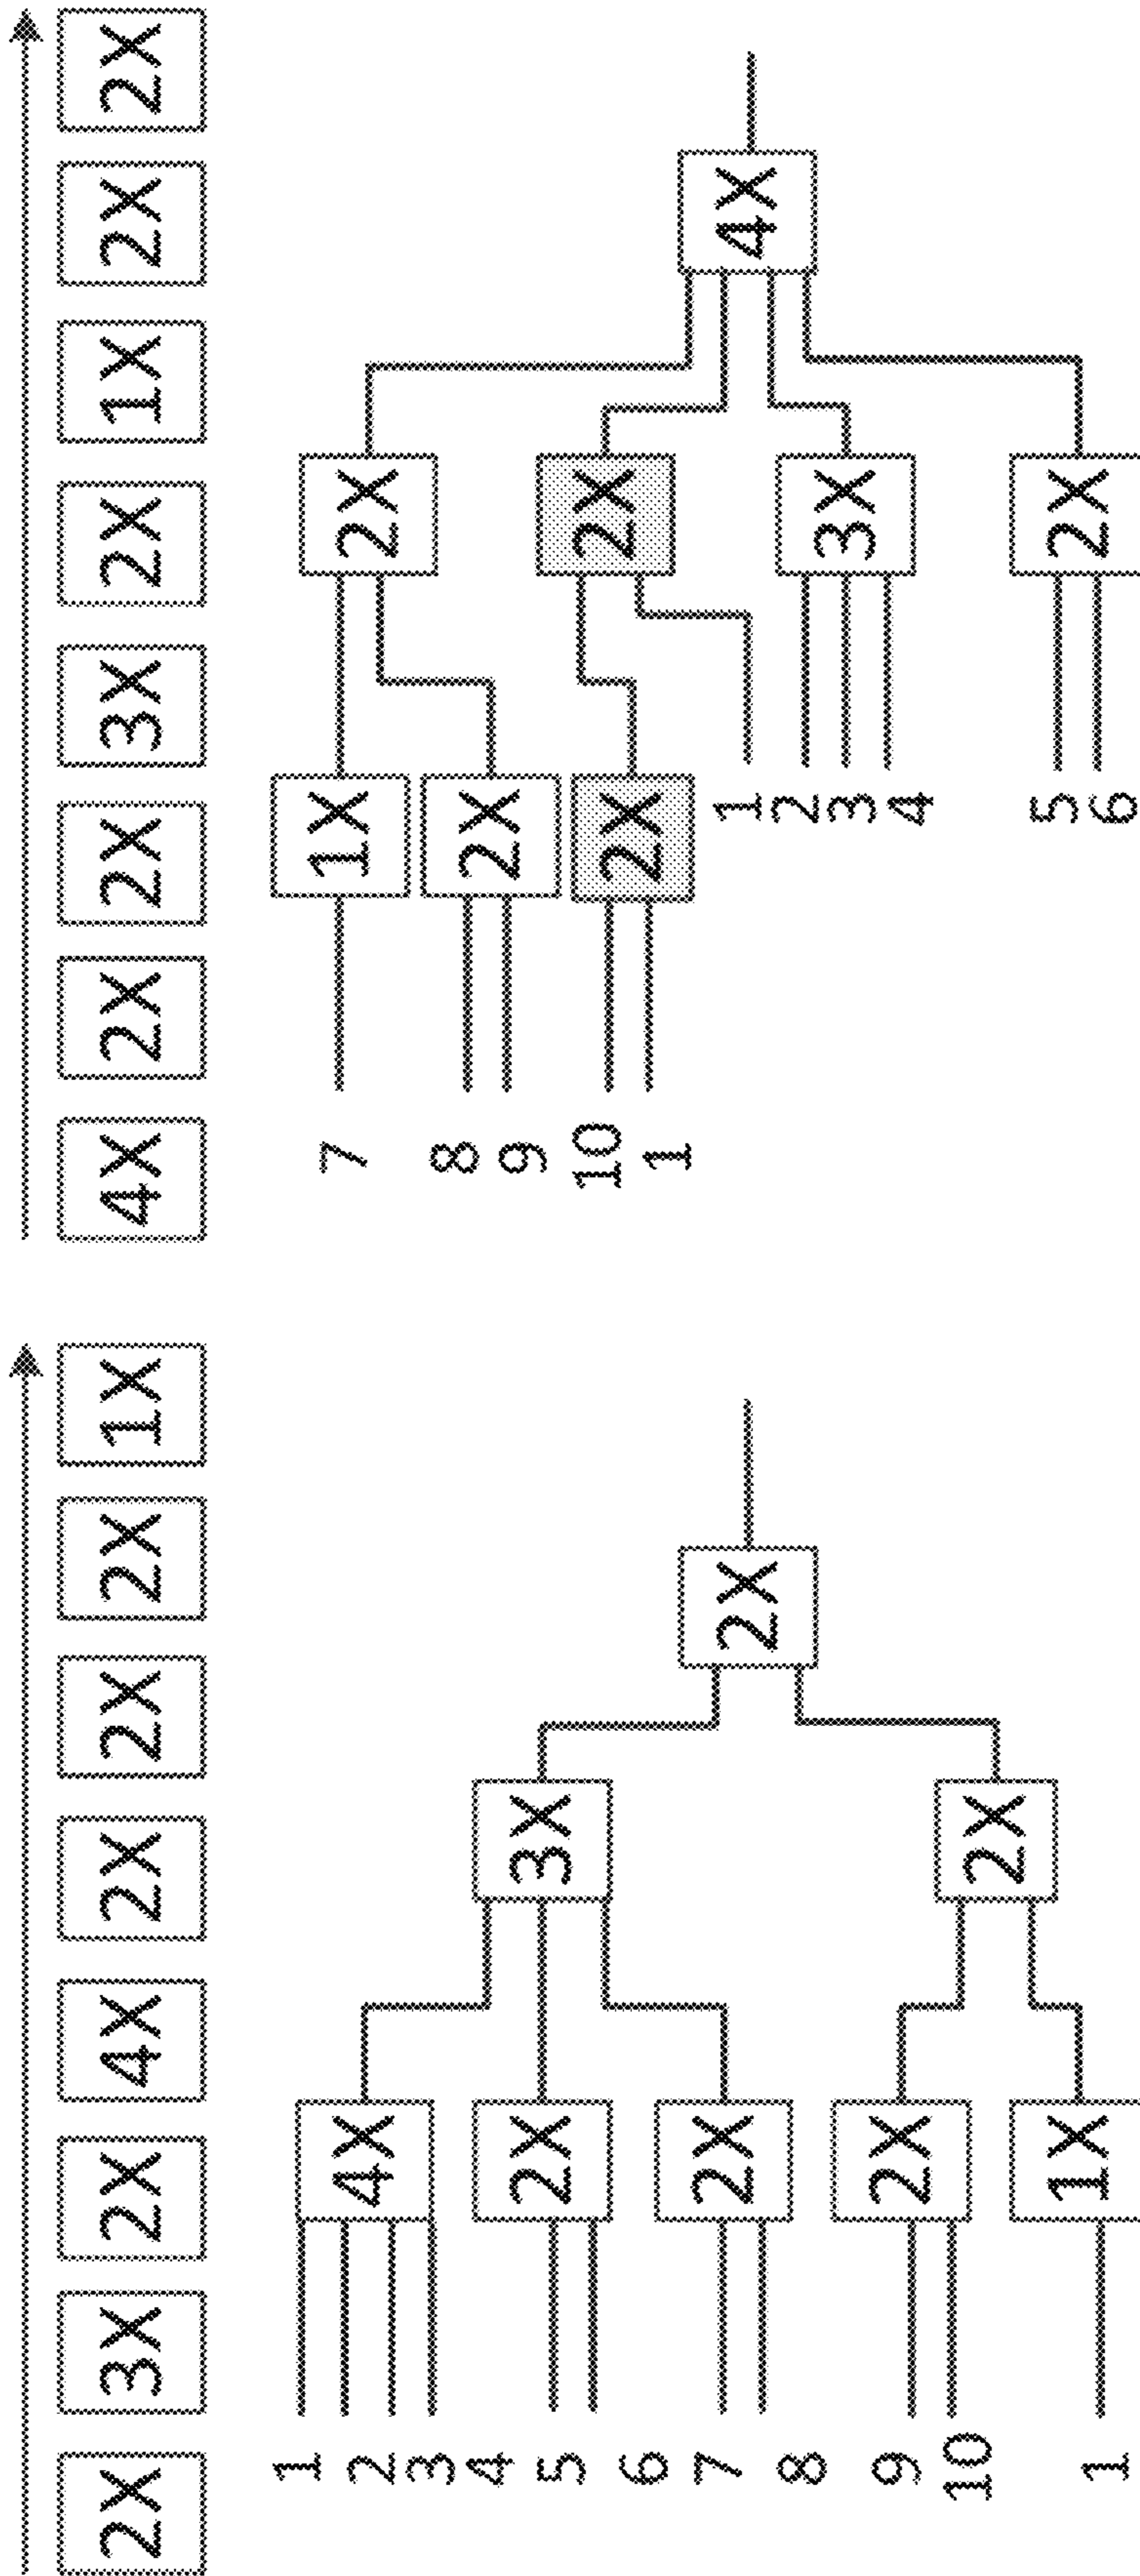 2X 3X 2X 4X 2X 2X 2X 1X
1
2 4X
3
4
5 2X 3X
6
7 2X 2X
8
9 2X
10 2X
1 1X
4X 2X 2X 3X 2X 1X 2X 2X
7 1X 2X
8 2X
9
10 2X 2X
1
1 4X
2
3 3X
4
5 2X
6